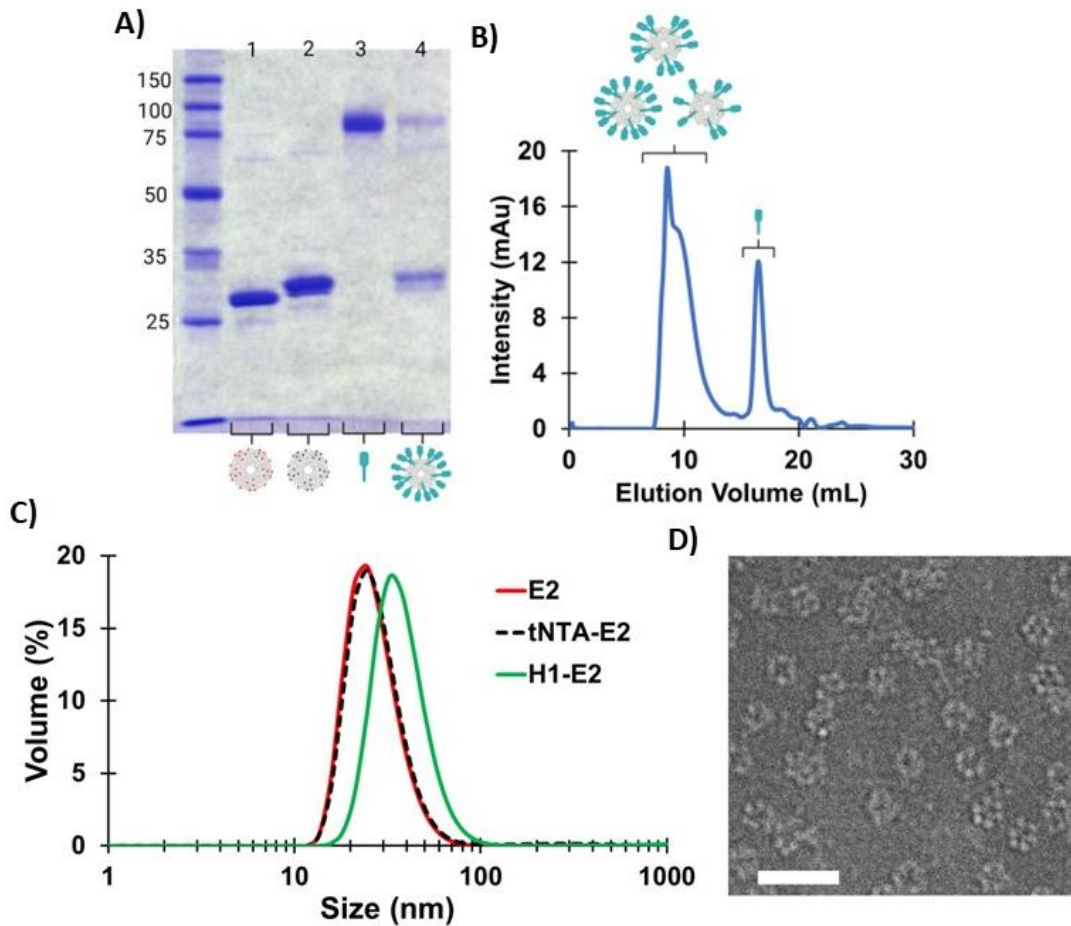 A)
1 2 3 4
150
100
75
50
35
25
B)
20
16
12
8
4
0
Intensity (mAu)
0 10 20 30
Elution Volume (mL)
C)
20
15
10
5
0
Volume (%)
E2
tNTA-E2
H1-E2
1 10 100 1000
Size (nm)
D)